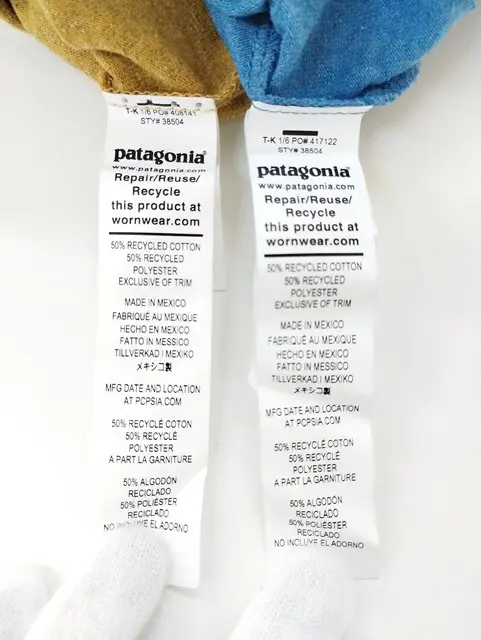 T-K 1/6 PO# 408141
STY# 38504
patagonia®
www.patagonia.com
Repair/Reuse/
Recycle
this product at
wornwear.com
50% RECYCLED COTTON
50% RECYCLED
POLYESTER
EXCLUSIVE OF TRIM
MADE IN MEXICO
FABRIQUÉ AU MEXIQUE
HECHO EN MEXICO
FATTO IN MESSICO
TILLVERKAD I MEXIKO
メキシコ製
MFG DATE AND LOCATION
AT PCPSIA.COM
50% RECYCLÉ COTON
50% RECYCLÉ
POLYESTER
A PART LA GARNITURE
50% ALGODÓN
RECICLADO
50% POLIÉSTER
RECICLADO
NO INCLUYE EL ADORNO
T-K 1/6 PO# 417122
STY# 38504
patagonia®
www.patagonia.com
Repair/Reuse/
Recycle
this product at
wornwear.com
50% RECYCLED COTTON
50% RECYCLED
POLYESTER
EXCLUSIVE OF TRIM
MADE IN MEXICO
FABRIQUÉ AU MEXIQUE
HECHO EN MEXICO
FATTO IN MESSICO
TILLVERKAD I MEXIKO
メキシコ製
MFG DATE AND LOCATION
AT PCPSIA.COM
50% RECYCLÉ COTON
50% RECYCLÉ
POLYESTER
A PART LA GARNITURE
50% ALGODÓN
RECICLADO
50% POLIÉSTER
RECICLADO
NO INCLUYE EL ADORNO